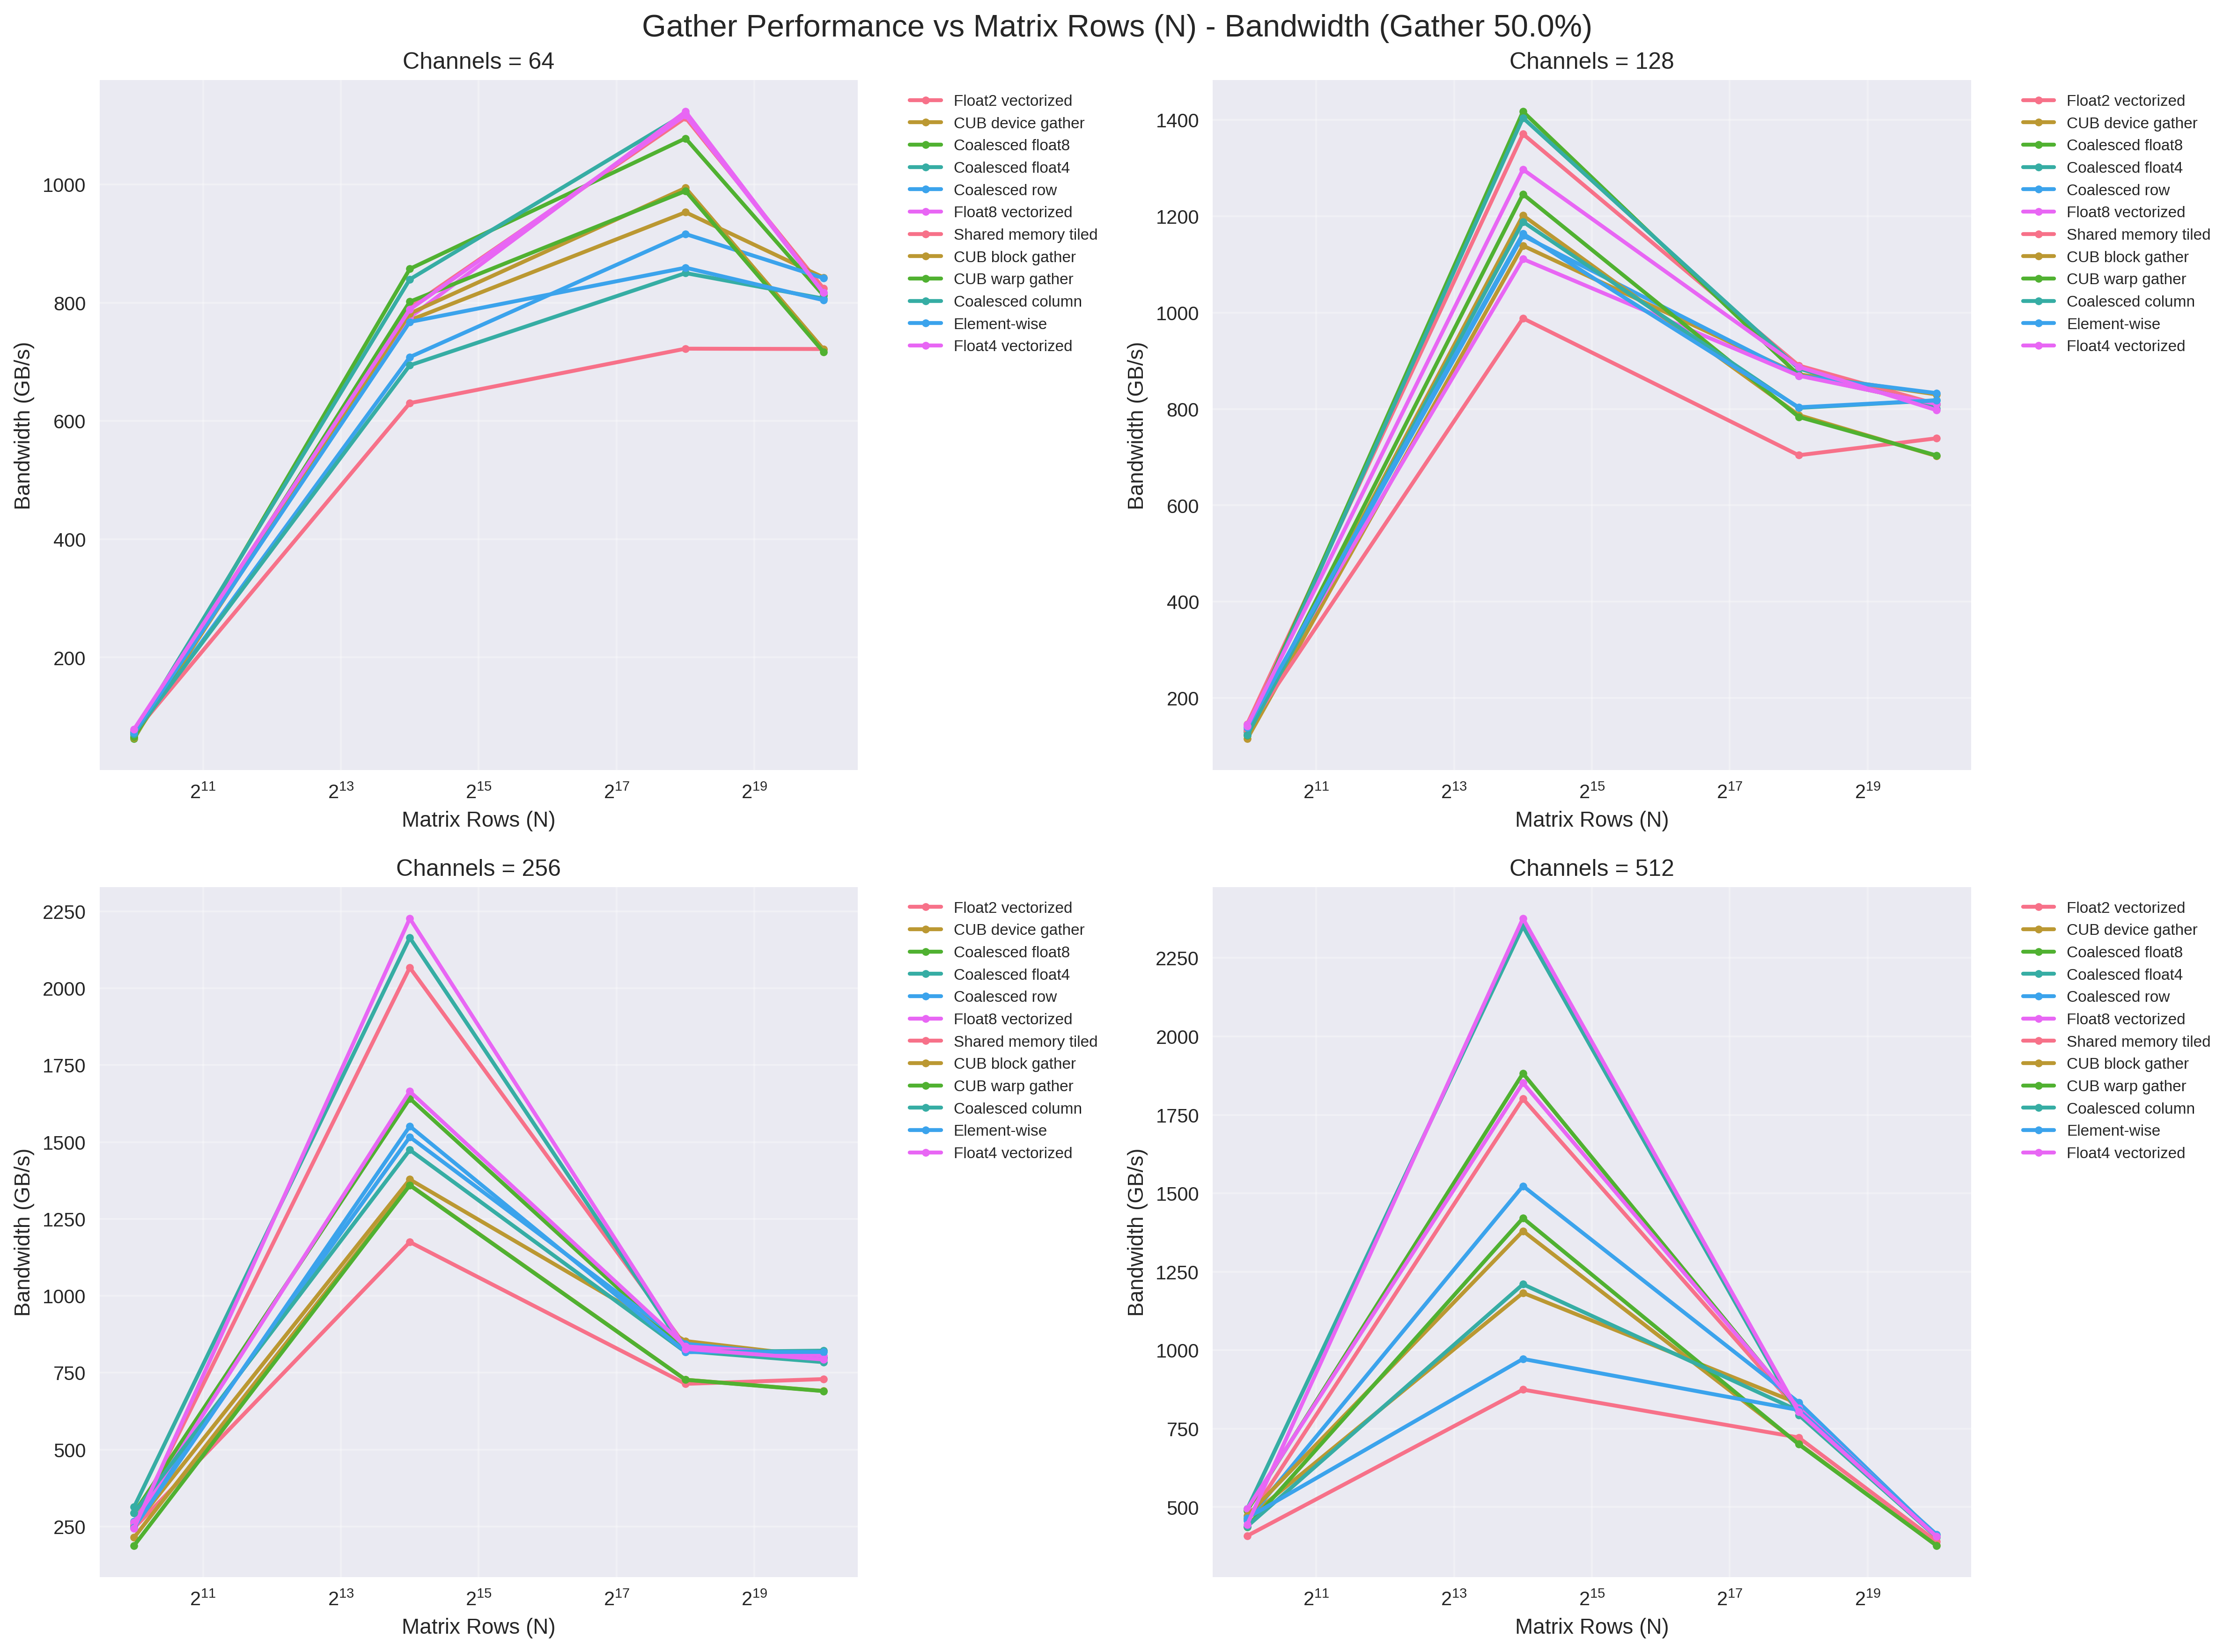 Gather Performance vs Matrix Rows (N) - Bandwidth (Gather 50.0%)
Channels = 64
Bandwidth (GB/s)
1000
800
600
400
200
2^11 2^13 2^15 2^17 2^19
Matrix Rows (N)
Float2 vectorized
CUB device gather
Coalesced float8
Coalesced float4
Coalesced row
Float8 vectorized
Shared memory tiled
CUB block gather
CUB warp gather
Coalesced column
Element-wise
Float4 vectorized
Channels = 128
Bandwidth (GB/s)
1400
1200
1000
800
600
400
200
2^11 2^13 2^15 2^17 2^19
Matrix Rows (N)
Float2 vectorized
CUB device gather
Coalesced float8
Coalesced float4
Coalesced row
Float8 vectorized
Shared memory tiled
CUB block gather
CUB warp gather
Coalesced column
Element-wise
Float4 vectorized
Channels = 256
Bandwidth (GB/s)
2250
2000
1750
1500
1250
1000
750
500
250
2^11 2^13 2^15 2^17 2^19
Matrix Rows (N)
Float2 vectorized
CUB device gather
Coalesced float8
Coalesced float4
Coalesced row
Float8 vectorized
Shared memory tiled
CUB block gather
CUB warp gather
Coalesced column
Element-wise
Float4 vectorized
Channels = 512
Bandwidth (GB/s)
2250
2000
1750
1500
1250
1000
750
500
2^11 2^13 2^15 2^17 2^19
Matrix Rows (N)
Float2 vectorized
CUB device gather
Coalesced float8
Coalesced float4
Coalesced row
Float8 vectorized
Shared memory tiled
CUB block gather
CUB warp gather
Coalesced column
Element-wise
Float4 vectorized